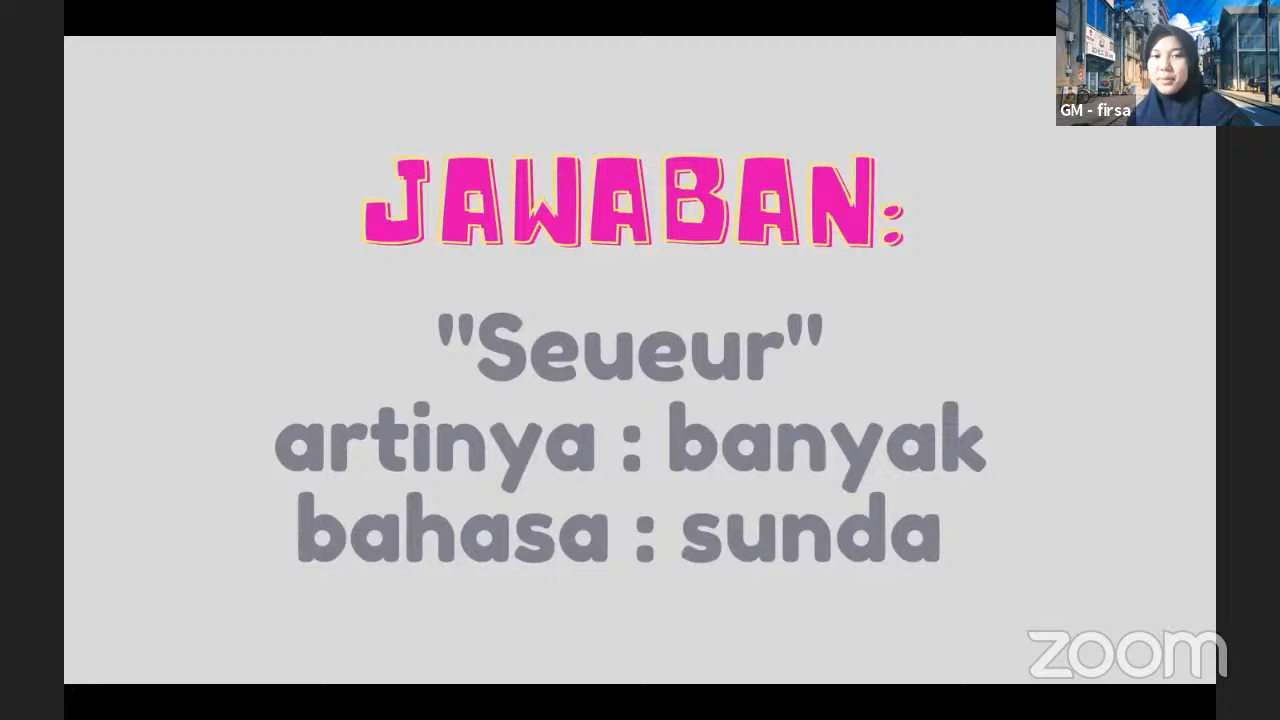 GM - firsa
JAWABAN:
"Seueur"
artinya : banyak
bahasa : sunda
zoom